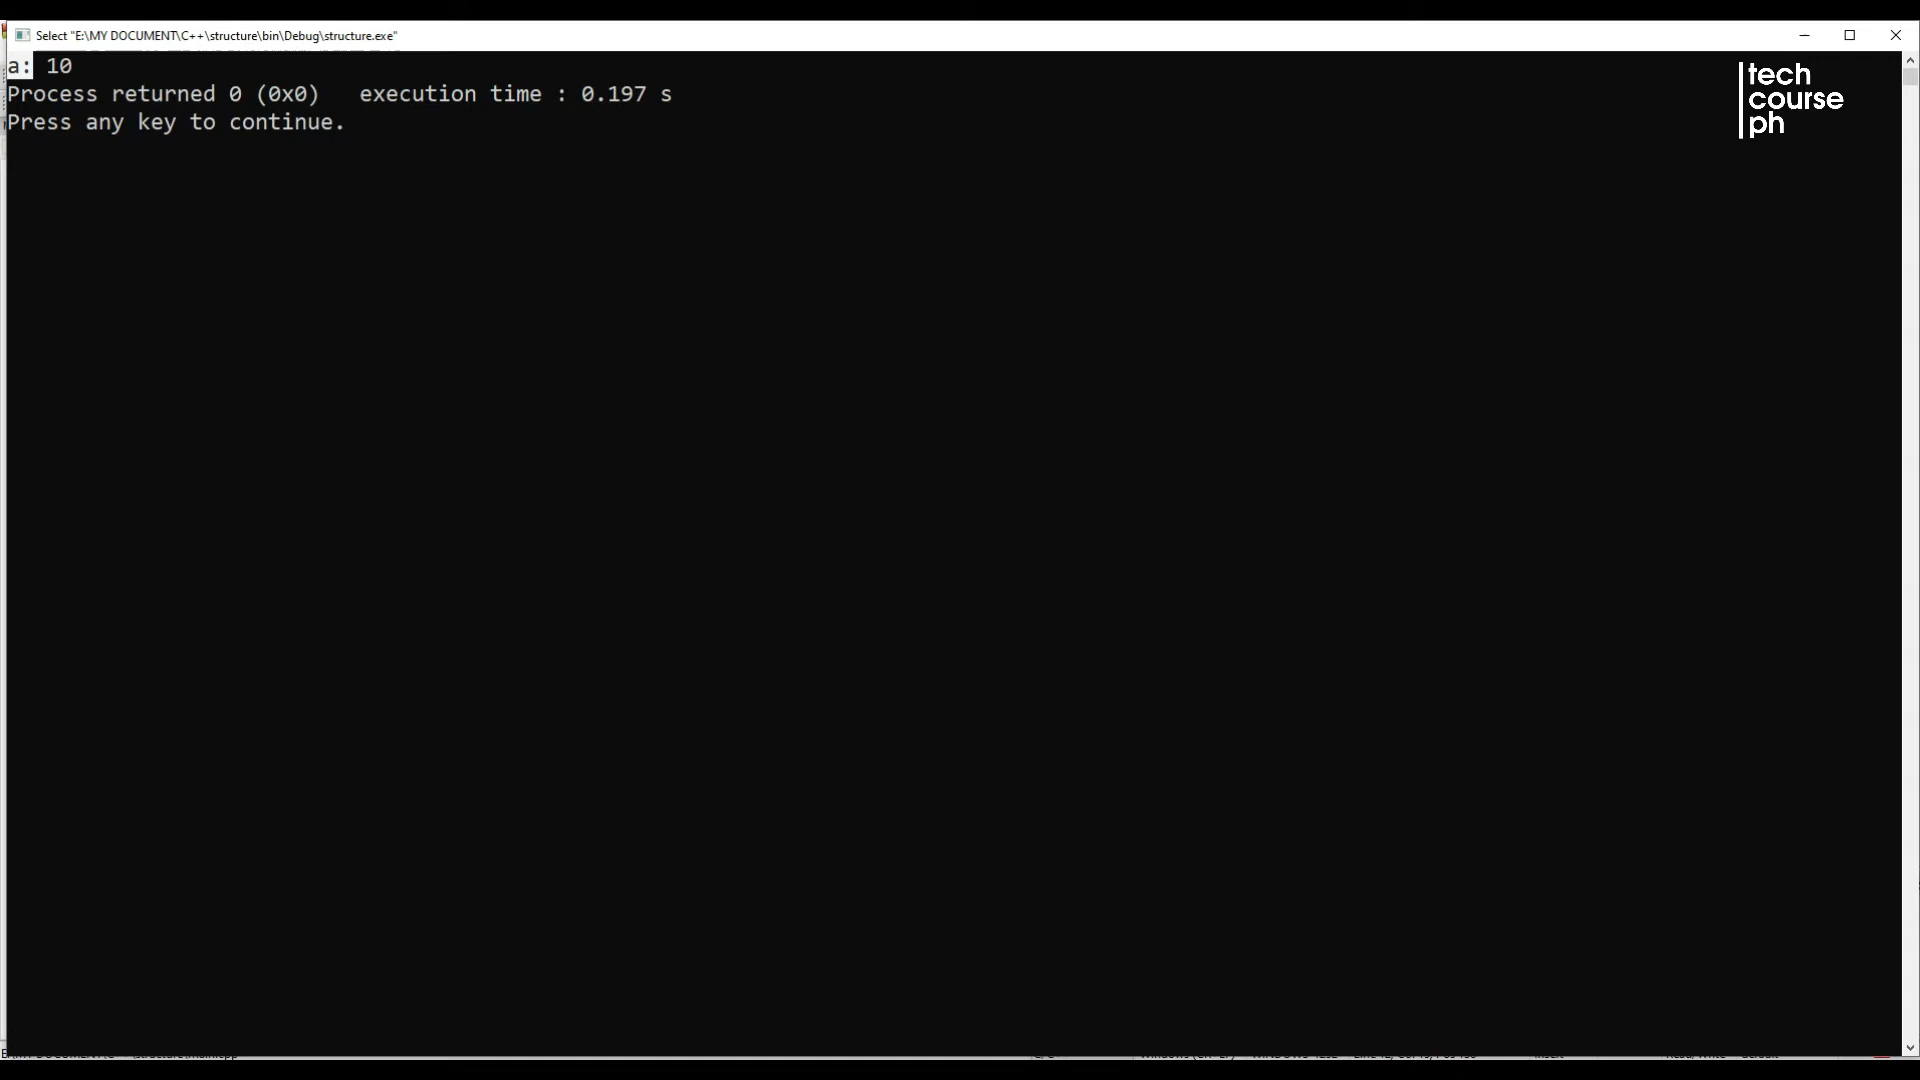 Select "E:\MY DOCUMENT\C++\structure\bin\Debug\structure.exe"
a: 10
Process returned 0 (0x0)   execution time : 0.197 s
Press any key to continue.
tech
course
ph